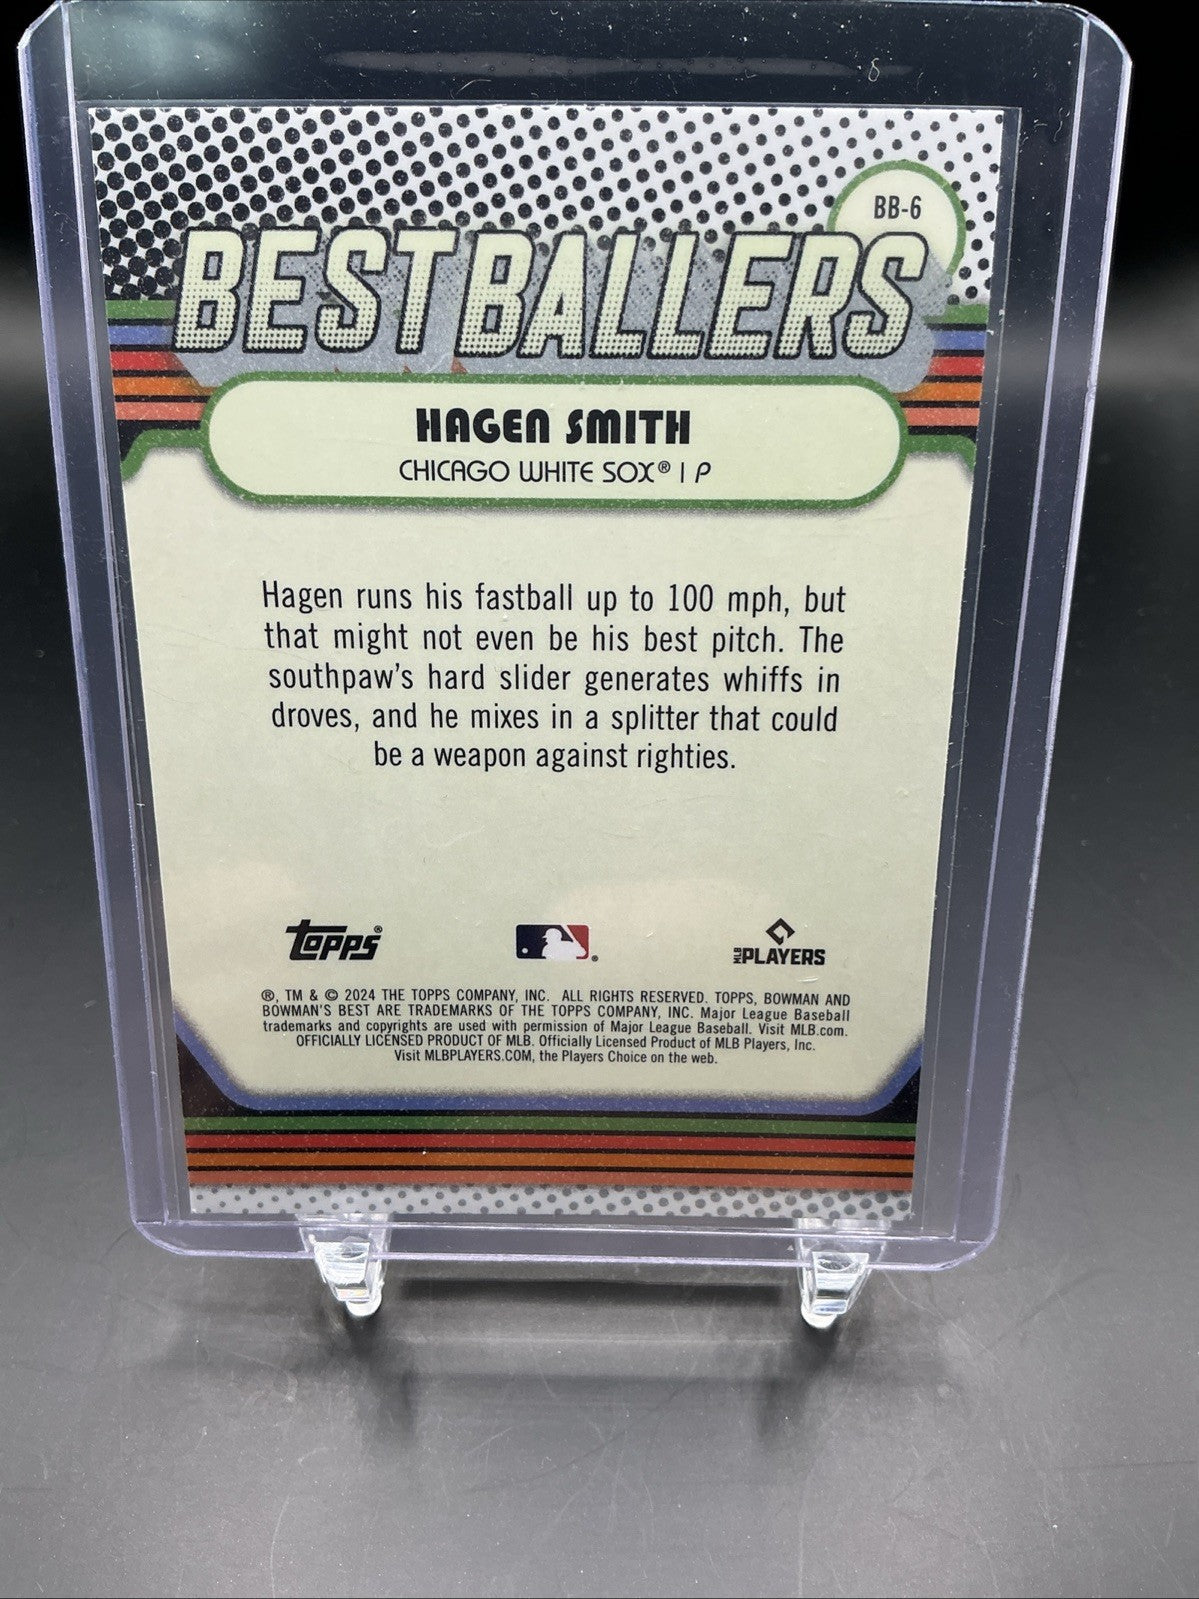 BB-6
BEST BALLERS
HAGEN SMITH
CHICAGO WHITE SOX® | P
Hagen runs his fastball up to 100 mph, but
that might not even be his best pitch. The
southpaw's hard slider generates whiffs in
droves, and he mixes in a splitter that could
be a weapon against righties.
Topps® ® MLB PLAYERS
®, TM & © 2024 THE TOPPS COMPANY, INC. ALL RIGHTS RESERVED. TOPPS, BOWMAN AND
BOWMAN'S BEST ARE TRADEMARKS OF THE TOPPS COMPANY, INC. Major League Baseball
trademarks and copyrights are used with permission of Major League Baseball. Visit MLB.com.
OFFICIALLY LICENSED PRODUCT OF MLB. Officially Licensed Product of MLB Players, Inc.
Visit MLBPLAYERS.COM, the Players Choice on the web.